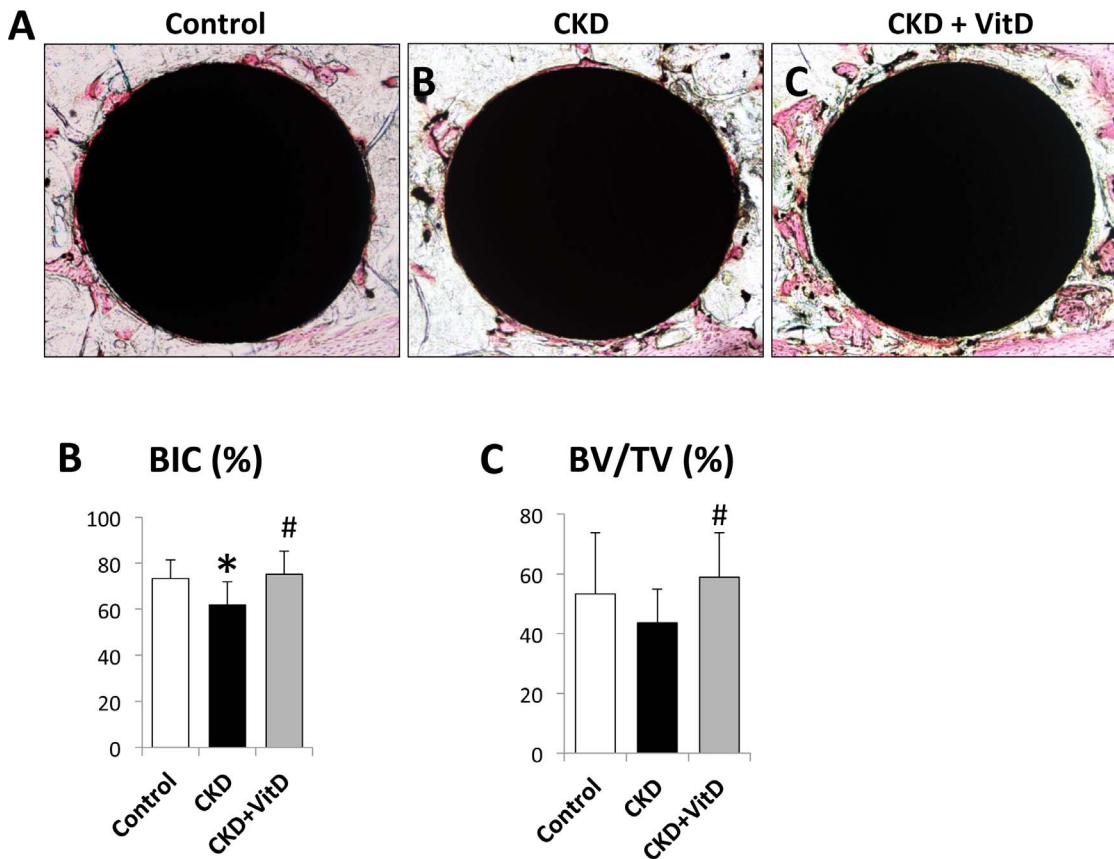 A
Control
CKD
CKD + VitD
B
C
B BIC (%)
100
80
60
40
20
0
*
#
Control
CKD
CKD+VitD
C BV/TV (%)
80
60
40
20
0
#
Control
CKD
CKD+VitD